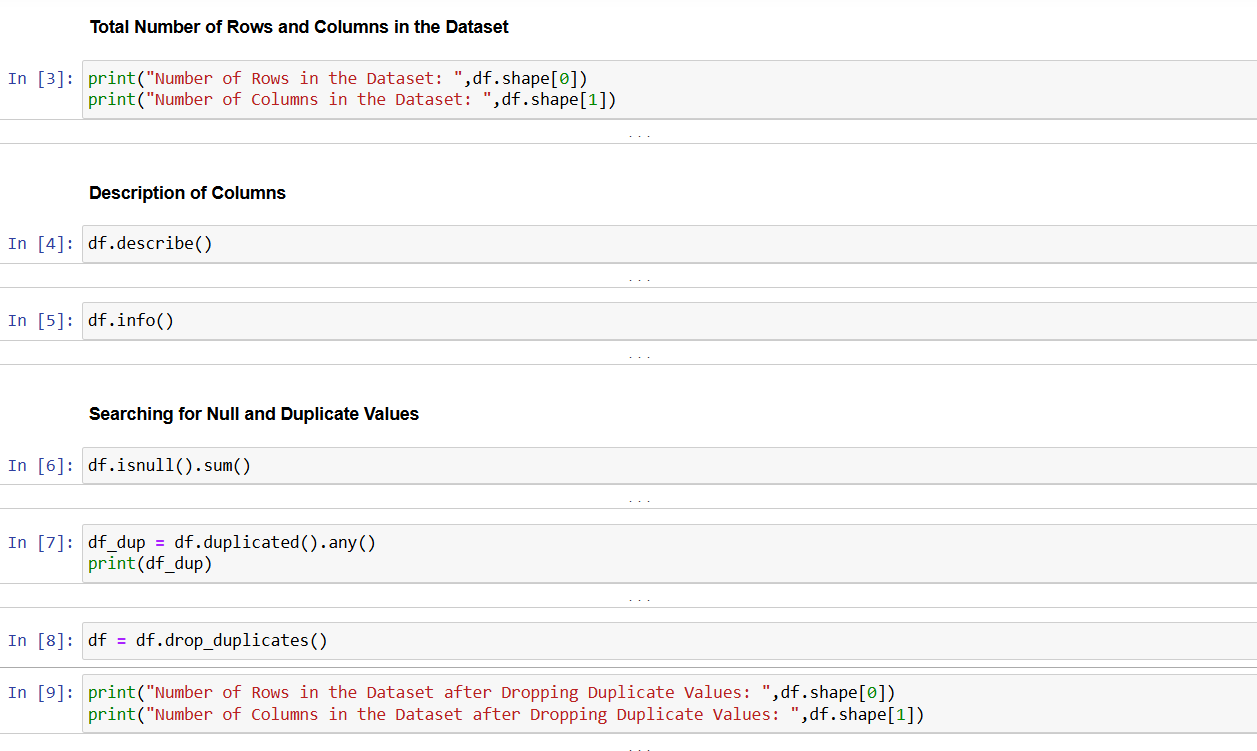 Total Number of Rows and Columns in the Dataset
In [3]: print("Number of Rows in the Dataset: ",df.shape[0])
print("Number of Columns in the Dataset: ",df.shape[1])
...
Description of Columns
In [4]: df.describe()
...
In [5]: df.info()
...
Searching for Null and Duplicate Values
In [6]: df.isnull().sum()
...
In [7]: df_dup = df.duplicated().any()
print(df_dup)
...
In [8]: df = df.drop_duplicates()
In [9]: print("Number of Rows in the Dataset after Dropping Duplicate Values: ",df.shape[0])
print("Number of Columns in the Dataset after Dropping Duplicate Values: ",df.shape[1])
...